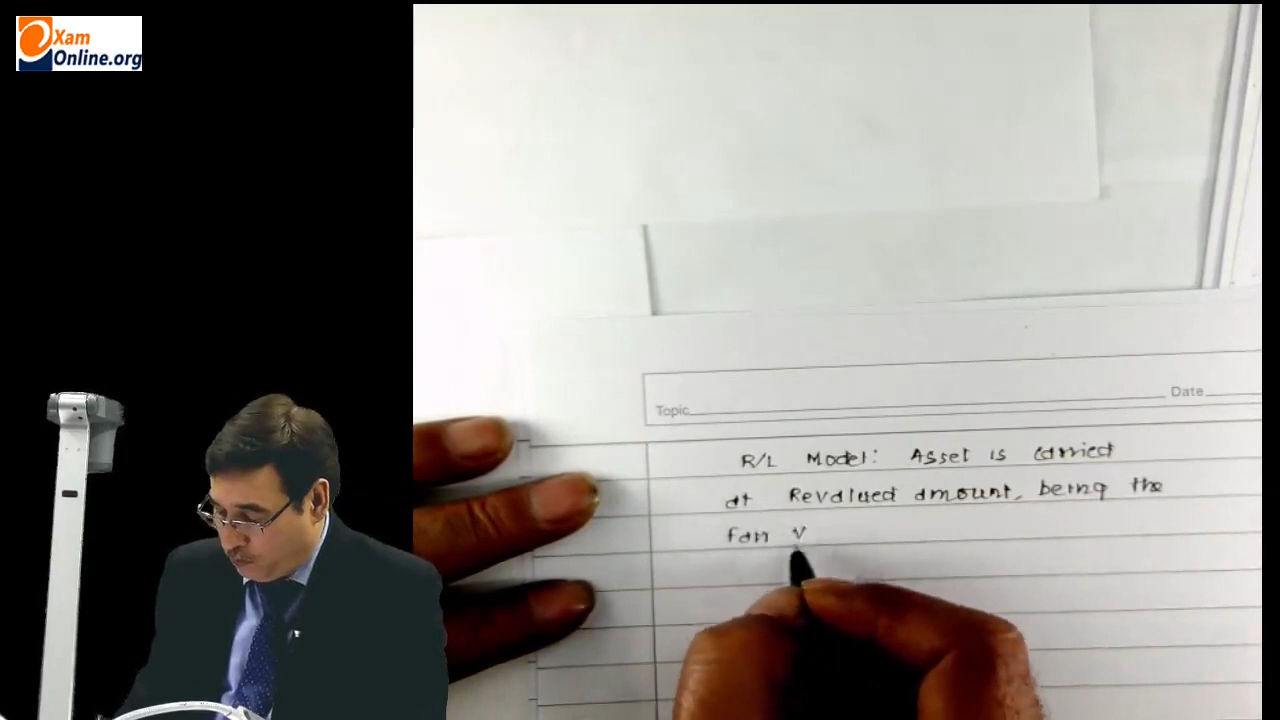 Xam
Online.org
Topic
Date
R/L Model: Asset is carried
at Revalued amount, being the
fair v